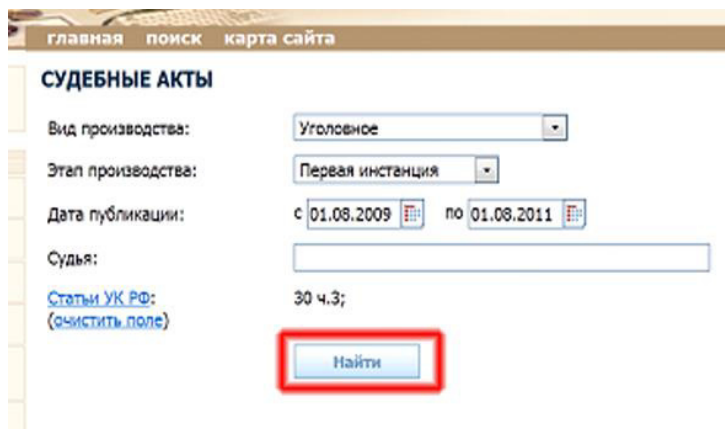 главная поиск карта сайта
СУДЕБНЫЕ АКТЫ
Вид производства: Уголовное
Этап производства: Первая инстанция
Дата публикации: с 01.08.2009 по 01.08.2011
Судья:
Статьи УК РФ: 30 ч.3;
(очистить поле)
Найти